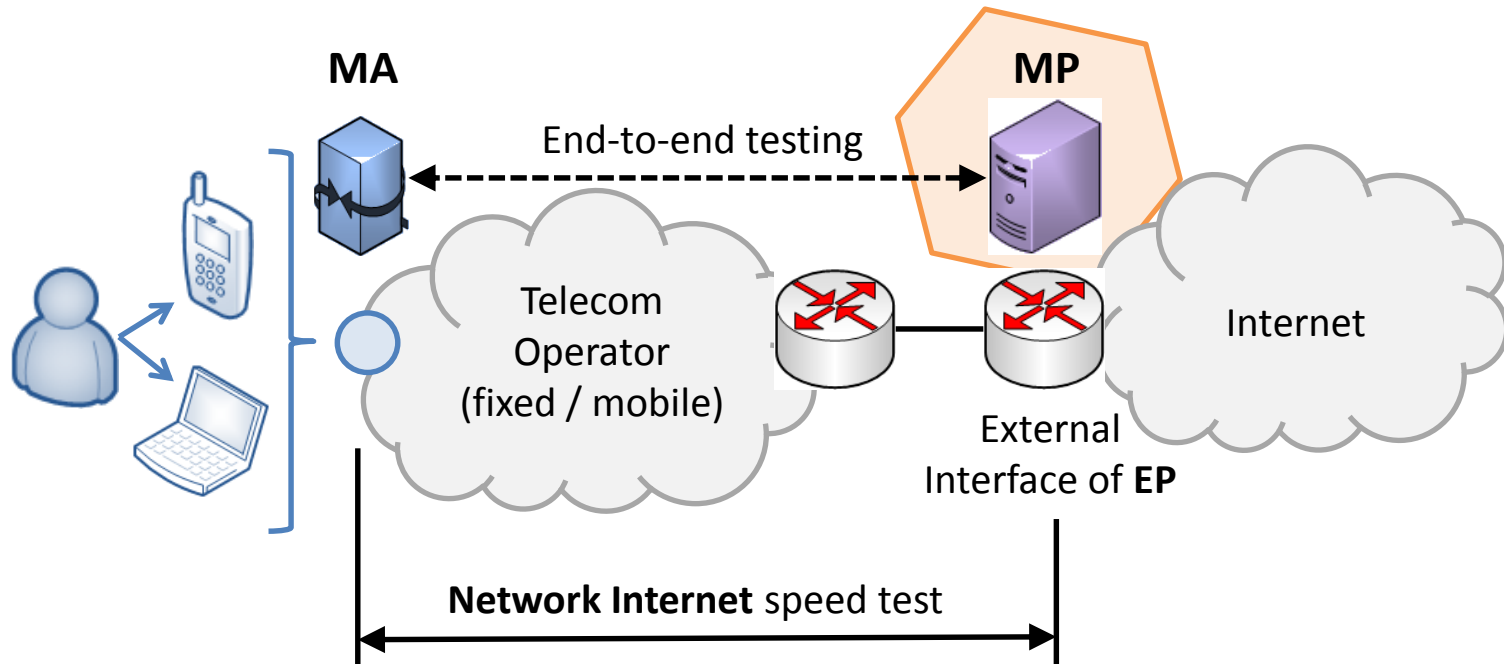 MA
MP
End-to-end testing
Telecom
Operator
(fixed / mobile)
Internet
External
Interface of EP
Network Internet speed test